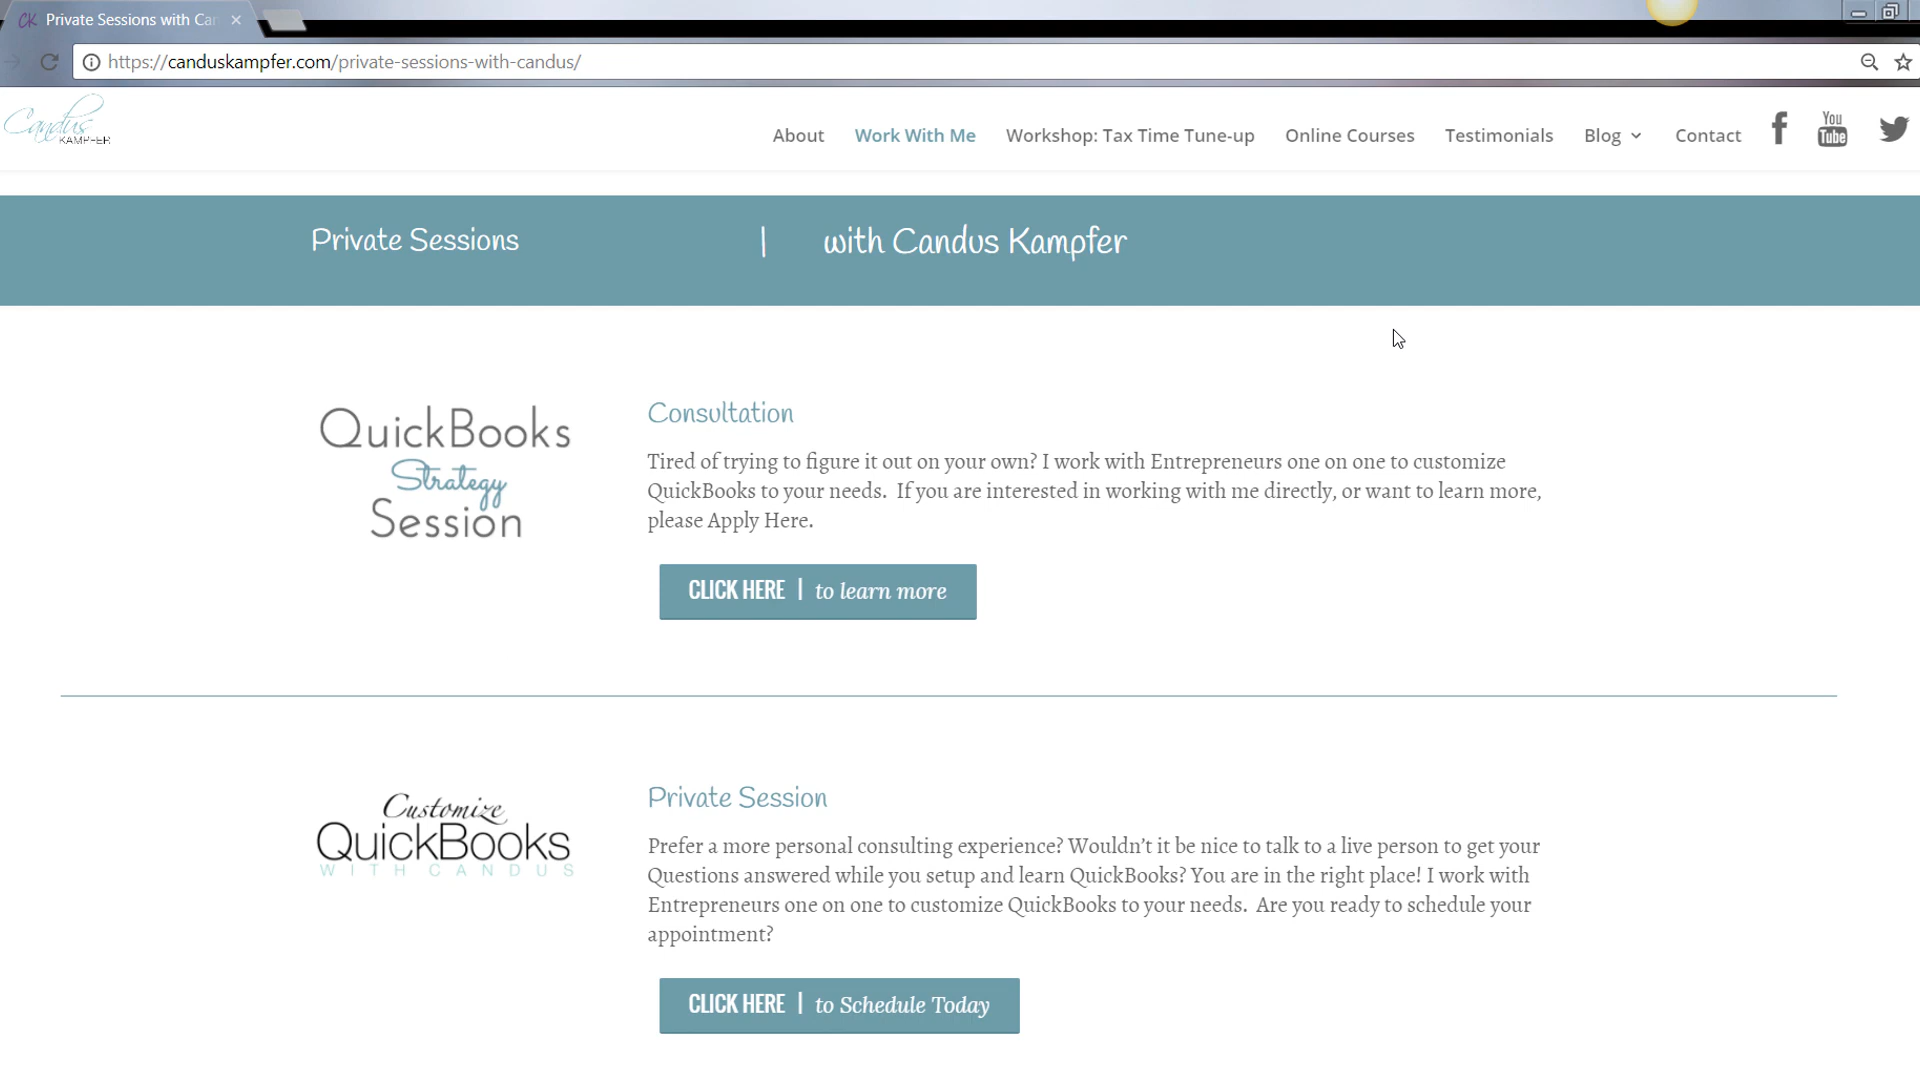 CK Private Sessions with Ca
https://canduskampfer.com/private-sessions-with-candus/
Candus
KAMPFER
About
Work With Me
Workshop: Tax Time Tune-up
Online Courses
Testimonials
Blog
Contact
You
Tube
Private Sessions | with Candus Kampfer
QuickBooks
Strategy
Session
Consultation
Tired of trying to figure it out on your own? I work with Entrepreneurs one on one to customize
QuickBooks to your needs.  If you are interested in working with me directly, or want to learn more,
please Apply Here.
CLICK HERE | to learn more
Customize
QuickBooks
WITH CANDUS
Private Session
Prefer a more personal consulting experience? Wouldn’t it be nice to talk to a live person to get your
Questions answered while you setup and learn QuickBooks? You are in the right place! I work with
Entrepreneurs one on one to customize QuickBooks to your needs.  Are you ready to schedule your
appointment?
CLICK HERE | to Schedule Today